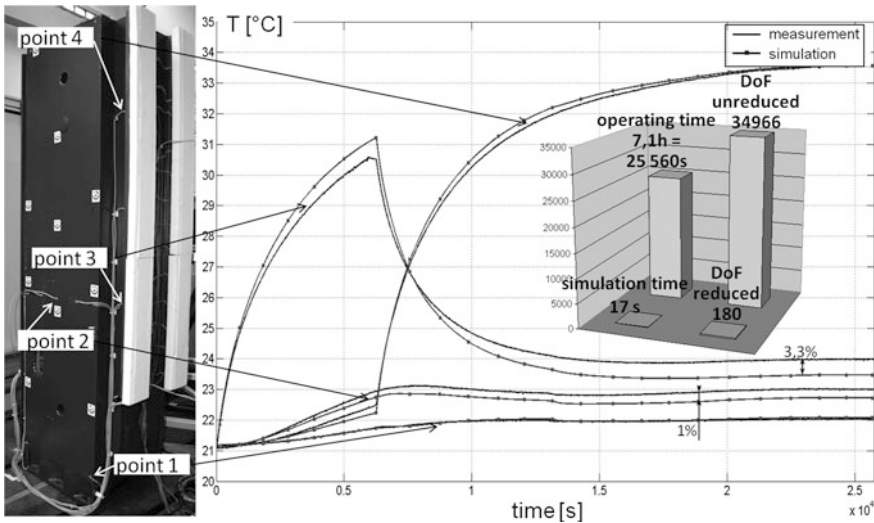 point 4
point 3
point 2
point 1
T [°C]
35
34
33
32
31
30
29
28
27
26
25
24
23
22
21
20
measurement
simulation
operating time
7,1h =
25 560s
DoF
unreduced
34966
35000
30000
25000
20000
15000
10000
5000
0
simulation time
17 s
DoF
reduced
180
3,3%
1%
0
0.5
1
1.5
2
2.5
x 10⁴
time [s]